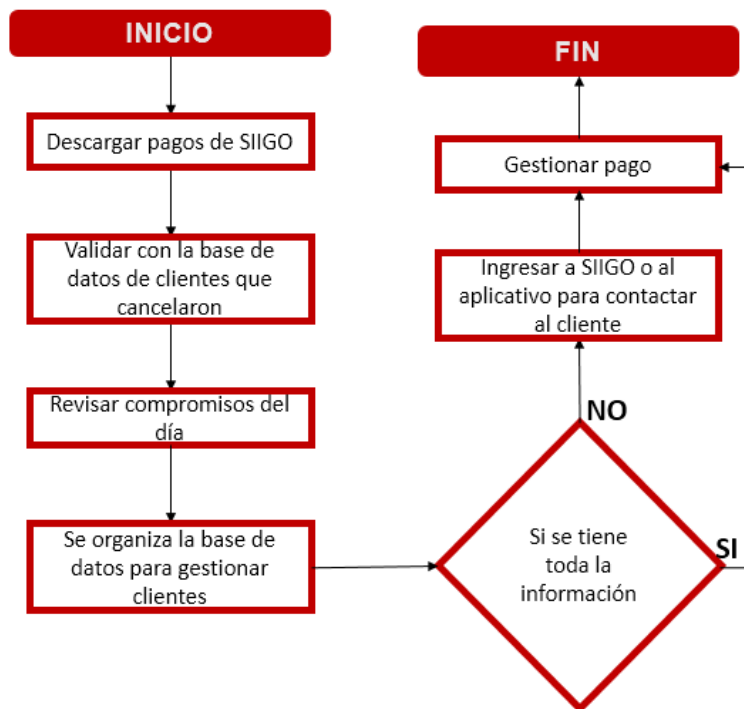 INICIO
Descargar pagos de SIIGO
Validar con la base de
datos de clientes que
cancelaron
Revisar compromisos del
día
Se organiza la base de
datos para gestionar
clientes
Si se tiene
toda la
información
NO
SI
Ingresar a SIIGO o al
aplicativo para contactar
al cliente
Gestionar pago
FIN